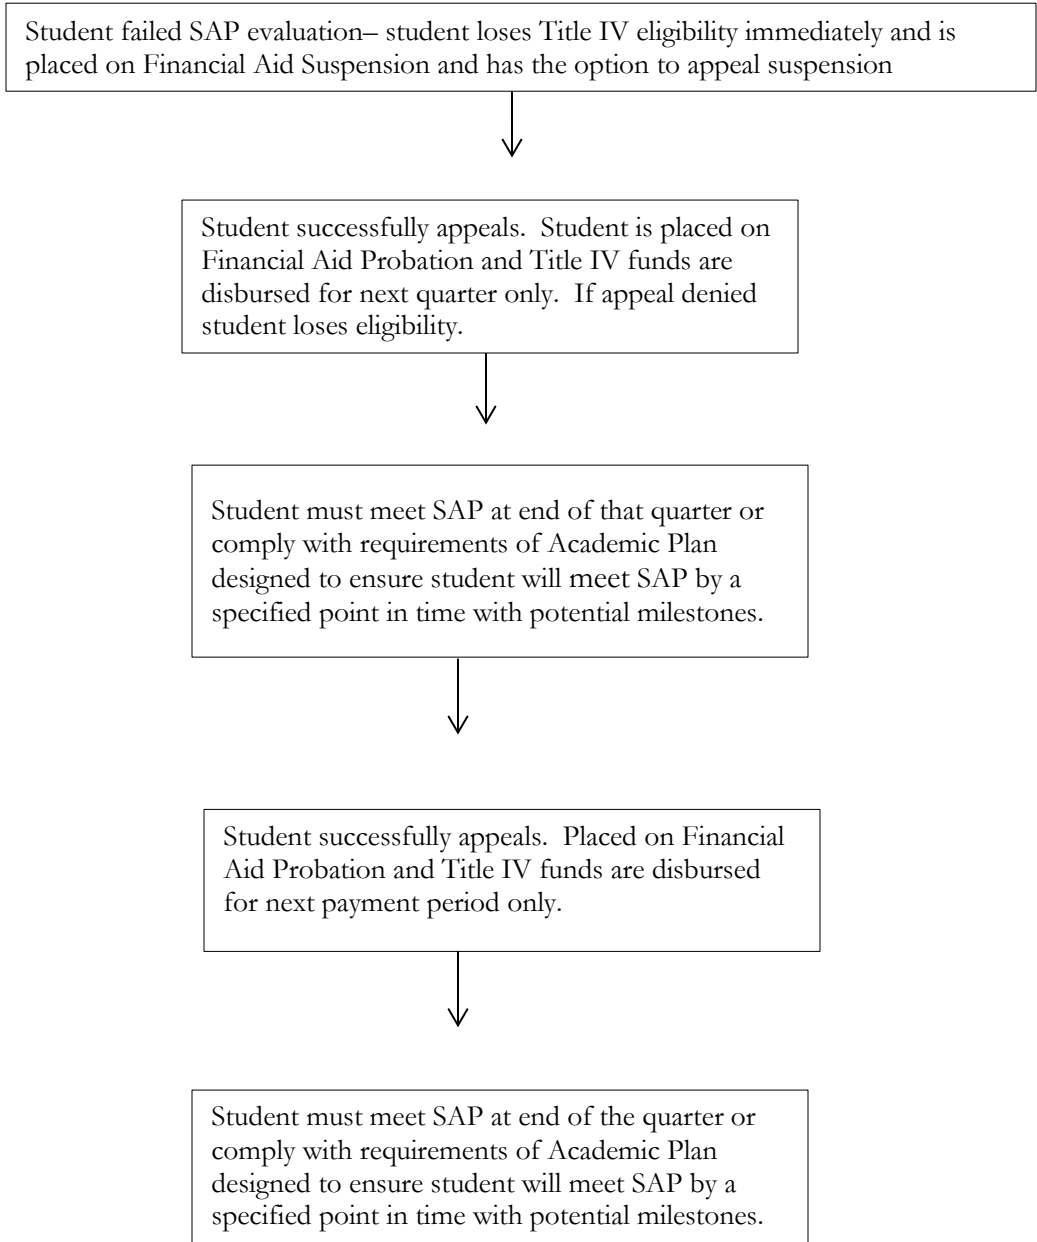 Student failed SAP evaluation– student loses Title IV eligibility immediately and is
placed on Financial Aid Suspension and has the option to appeal suspension
Student successfully appeals.  Student is placed on
Financial Aid Probation and Title IV funds are
disbursed for next quarter only.  If appeal denied
student loses eligibility.
Student must meet SAP at end of that quarter or
comply with requirements of Academic Plan
designed to ensure student will meet SAP by a
specified point in time with potential milestones.
Student successfully appeals.  Placed on Financial
Aid Probation and Title IV funds are disbursed
for next payment period only.
Student must meet SAP at end of the quarter or
comply with requirements of Academic Plan
designed to ensure student will meet SAP by a
specified point in time with potential milestones.